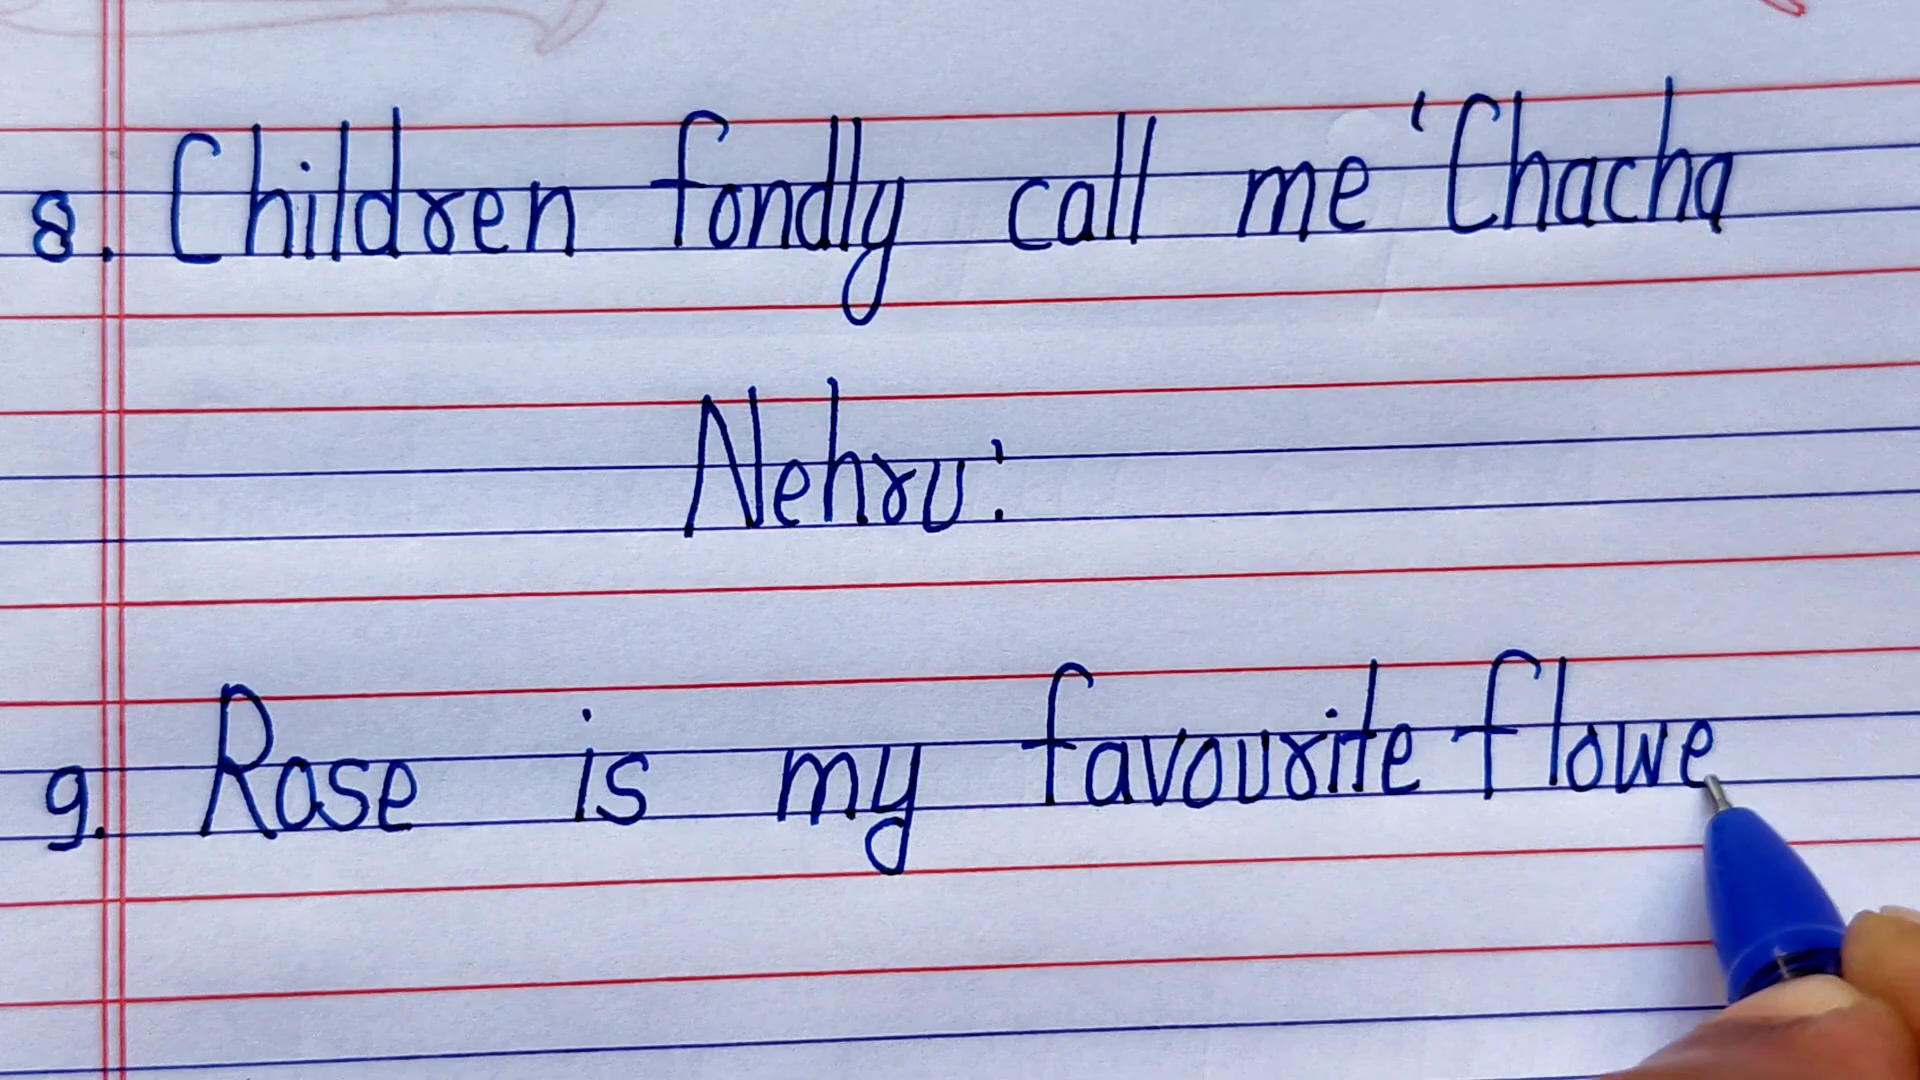 8. Children fondly call me 'Chacha
Nehru'.
9. Rose is my favourite flowe